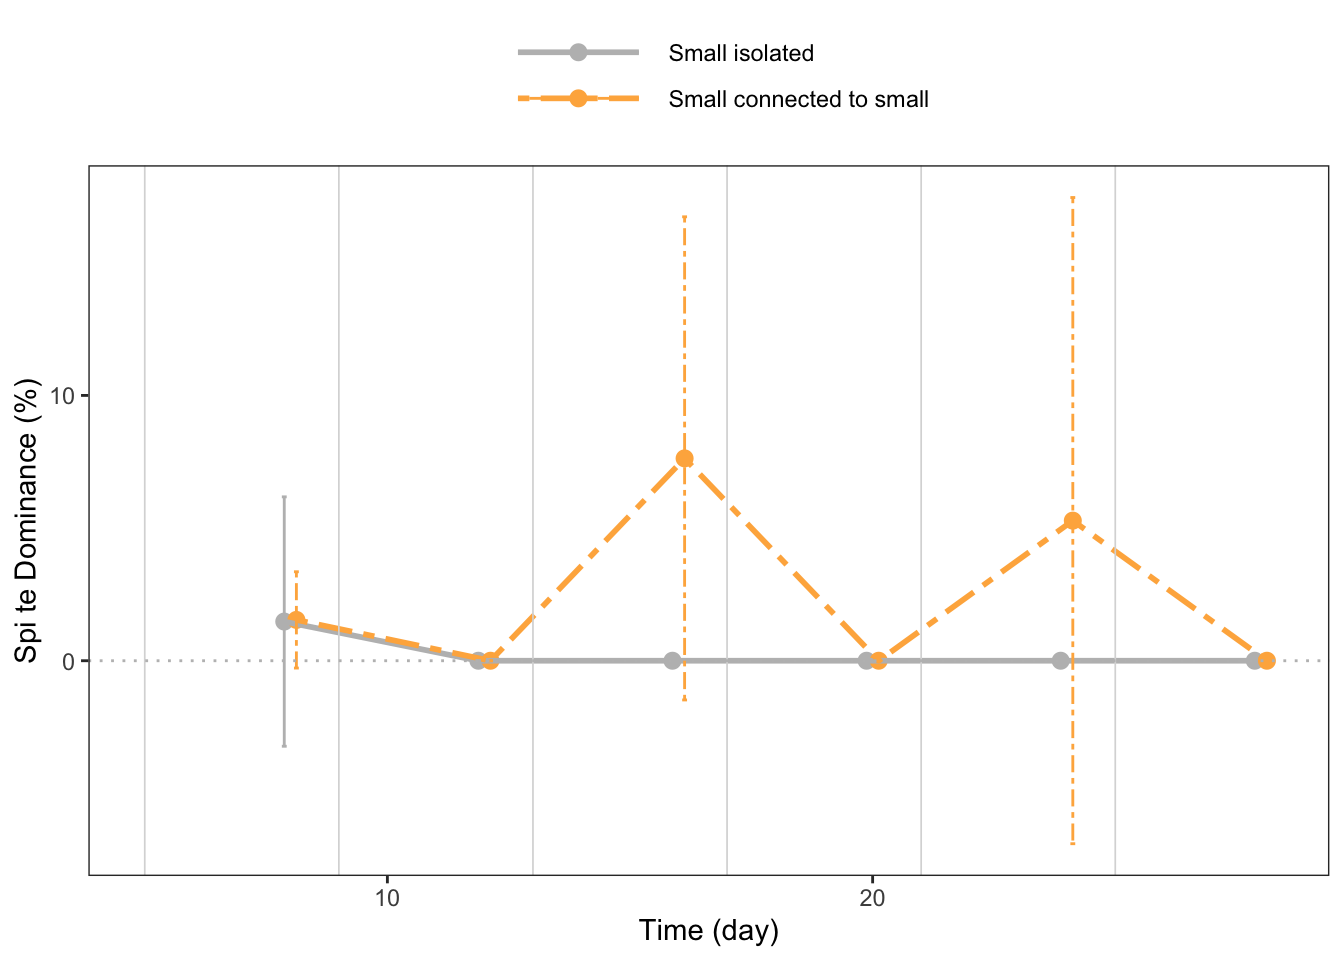 Small isolated
Small connected to small
Spi te Dominance (%)
10
0
10
20
Time (day)